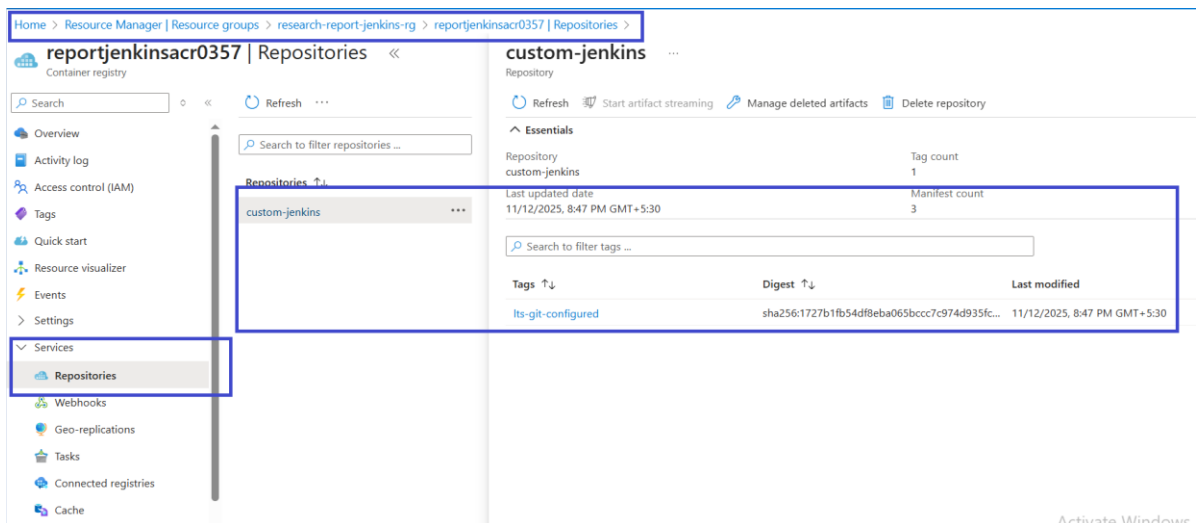 Home > Resource Manager | Resource groups > research-report-jenkins-rg > reportjenkinsacr0357 | Repositories >
reportjenkinsacr0357 | Repositories «
Container registry
Search
«
Overview
Activity log
Access control (IAM)
Tags
Quick start
Resource visualizer
Events
Settings
Services
Repositories
Webhooks
Geo-replications
Tasks
Connected registries
Cache
Refresh ...
Search to filter repositories ...
Repositories ↑↓
custom-jenkins ...
custom-jenkins ...
Repository
Refresh Start artifact streaming Manage deleted artifacts Delete repository
Essentials
Repository Tag count
custom-jenkins 1
Last updated date Manifest count
11/12/2025, 8:47 PM GMT+5:30 3
Search to filter tags ...
Tags ↑↓ Digest ↑↓ Last modified
lts-git-configured sha256:1727b1fb54df8eba065bccc7c974d935fc... 11/12/2025, 8:47 PM GMT+5:30
Activate Windows